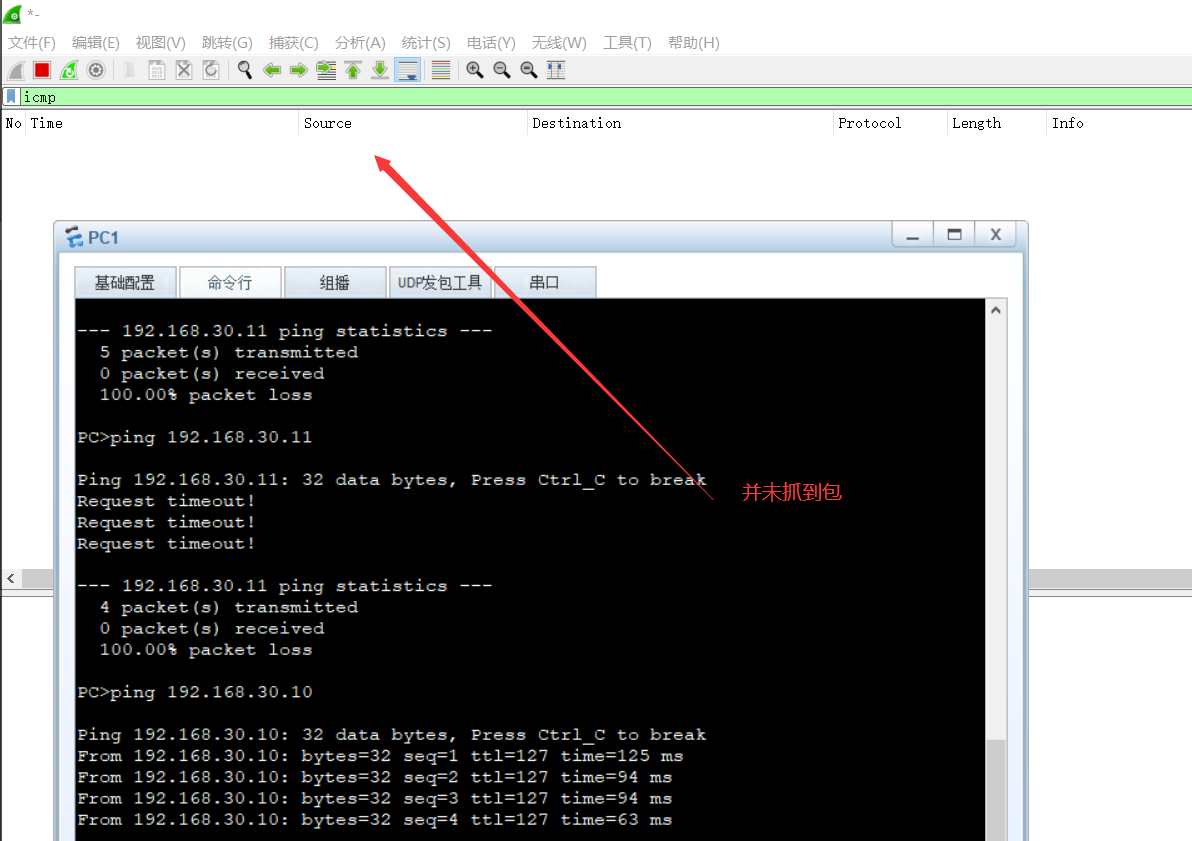 *-
文件(F) 编辑(E) 视图(V) 跳转(G) 捕获(C) 分析(A) 统计(S) 电话(Y) 无线(W) 工具(T) 帮助(H)
icmp
No Time Source Destination Protocol Length Info
PC1
基础配置 命令行 组播 UDP发包工具 串口
--- 192.168.30.11 ping statistics ---
5 packet(s) transmitted
0 packet(s) received
100.00% packet loss
PC>ping 192.168.30.11
Ping 192.168.30.11: 32 data bytes, Press Ctrl_C to break
Request timeout!
Request timeout!
Request timeout!
并未抓到包
--- 192.168.30.11 ping statistics ---
4 packet(s) transmitted
0 packet(s) received
100.00% packet loss
PC>ping 192.168.30.10
Ping 192.168.30.10: 32 data bytes, Press Ctrl_C to break
From 192.168.30.10: bytes=32 seq=1 ttl=127 time=125 ms
From 192.168.30.10: bytes=32 seq=2 ttl=127 time=94 ms
From 192.168.30.10: bytes=32 seq=3 ttl=127 time=94 ms
From 192.168.30.10: bytes=32 seq=4 ttl=127 time=63 ms